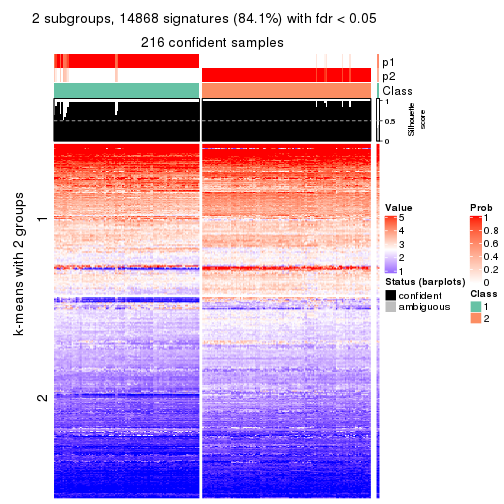 2 subgroups, 14868 signatures (84.1%) with fdr < 0.05
216 confident samples
p1
p2
Class
1
0.5
0
Silhouette
score
k-means with 2 groups
1
2
Value
5
4
3
2
1
Status (barplots)
confident
ambiguous
Prob
1
0.8
0.6
0.4
0.2
0
Class
1
2